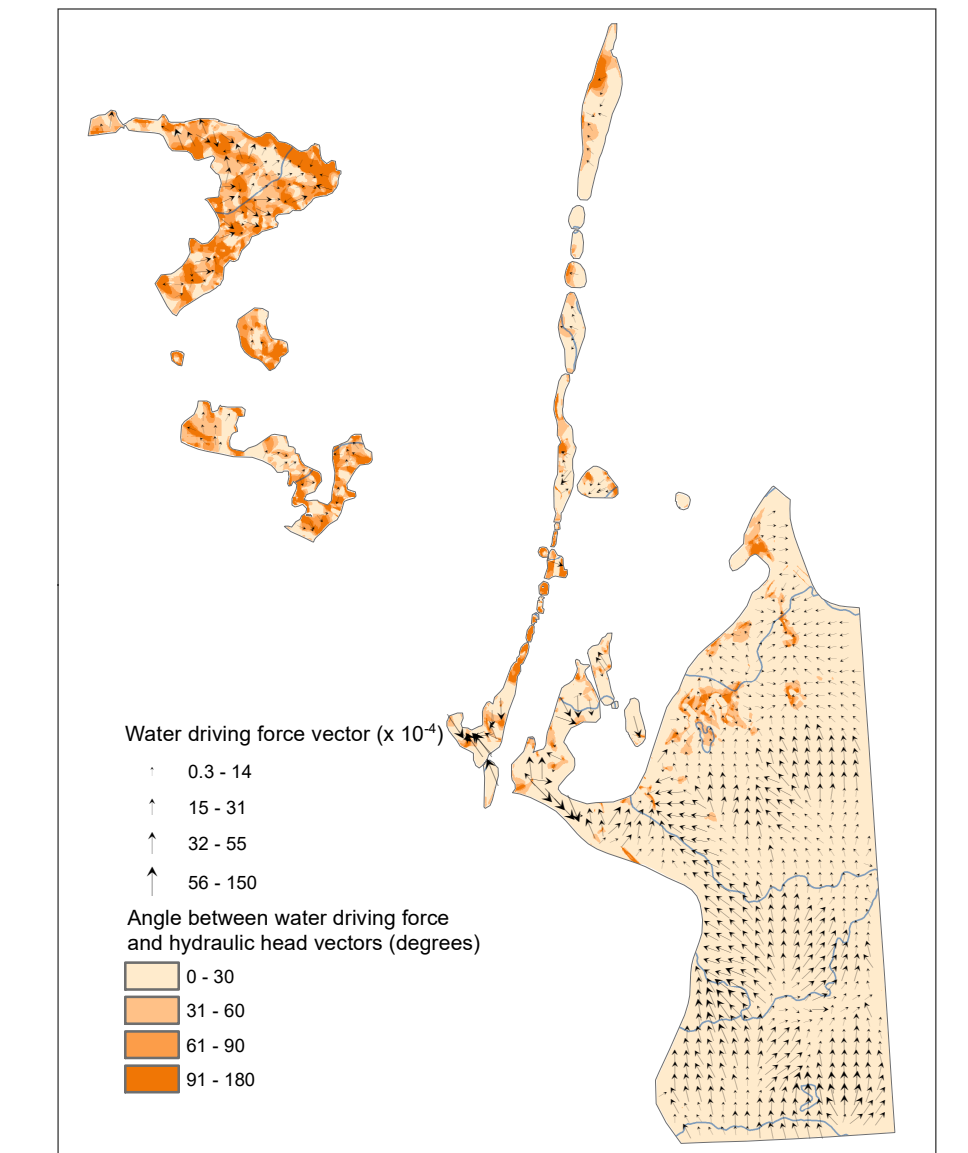 Water driving force vector (x 10-4)
0.3 - 14
15 - 31
32 - 55
56 - 150
Angle between water driving force
and hydraulic head vectors (degrees)
0 - 30
31 - 60
61 - 90
91 - 180